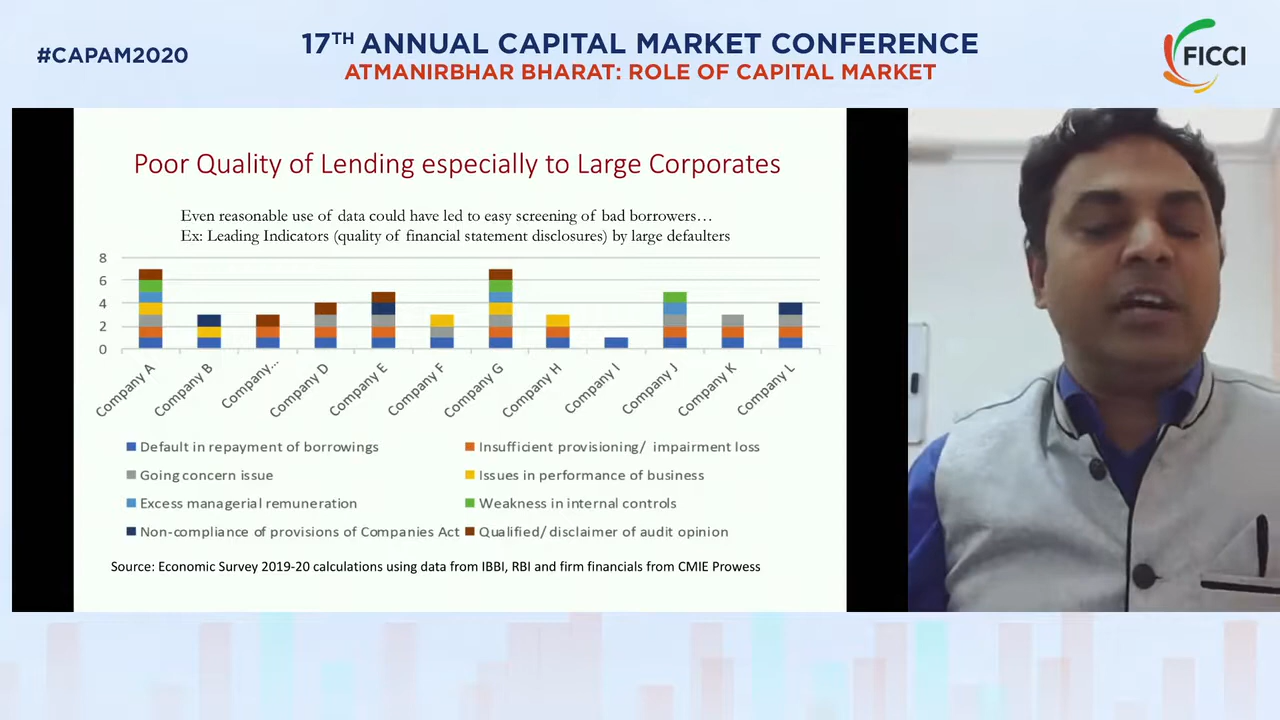 #CAPAM2020
17TH ANNUAL CAPITAL MARKET CONFERENCE
ATMANIRBHAR BHARAT: ROLE OF CAPITAL MARKET
FICCI
Poor Quality of Lending especially to Large Corporates
Even reasonable use of data could have led to easy screening of bad borrowers…
Ex: Leading Indicators (quality of financial statement disclosures) by large defaulters
8
6
4
2
0
Company A
Company B
Company…
Company D
Company E
Company F
Company G
Company H
Company I
Company J
Company K
Company L
Default in repayment of borrowings
Insufficient provisioning/ impairment loss
Going concern issue
Issues in performance of business
Excess managerial remuneration
Weakness in internal controls
Non-compliance of provisions of Companies Act
Qualified/ disclaimer of audit opinion
Source: Economic Survey 2019-20 calculations using data from IBBI, RBI and firm financials from CMIE Prowess